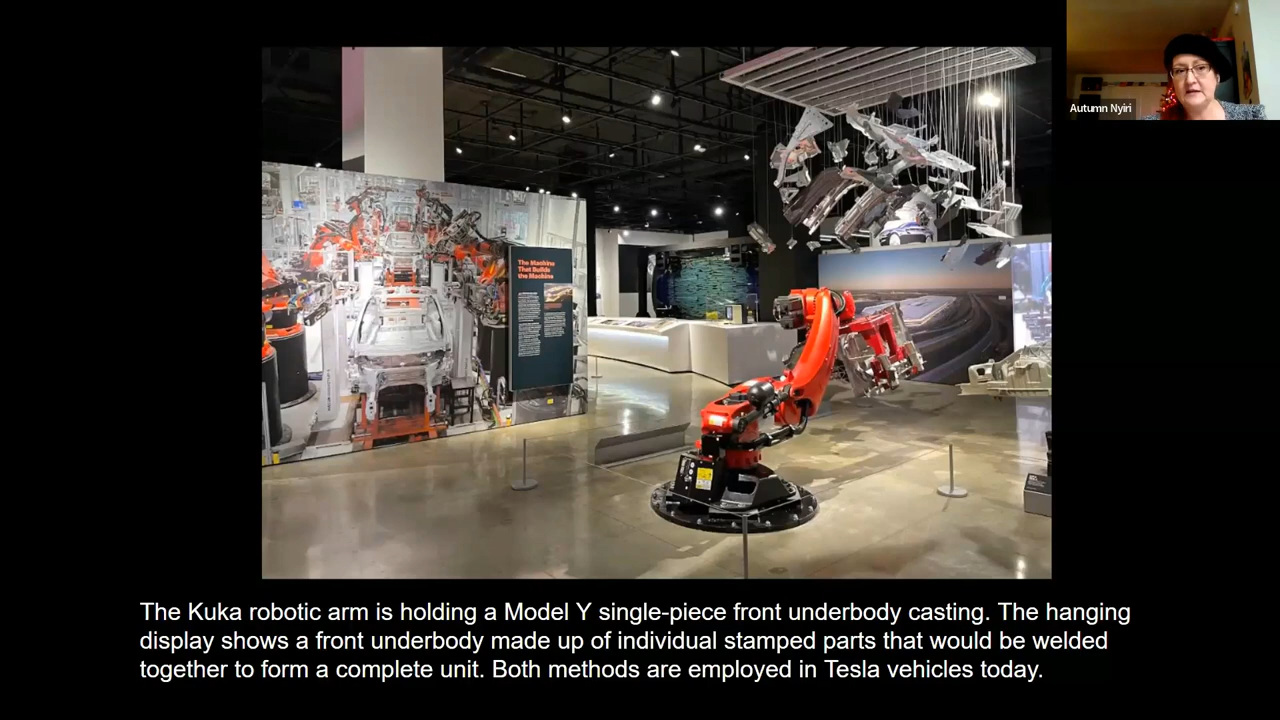 Autumn Nyiri
The Machine
That Builds
the Machine
The Kuka robotic arm is holding a Model Y single-piece front underbody casting. The hanging
display shows a front underbody made up of individual stamped parts that would be welded
together to form a complete unit. Both methods are employed in Tesla vehicles today.